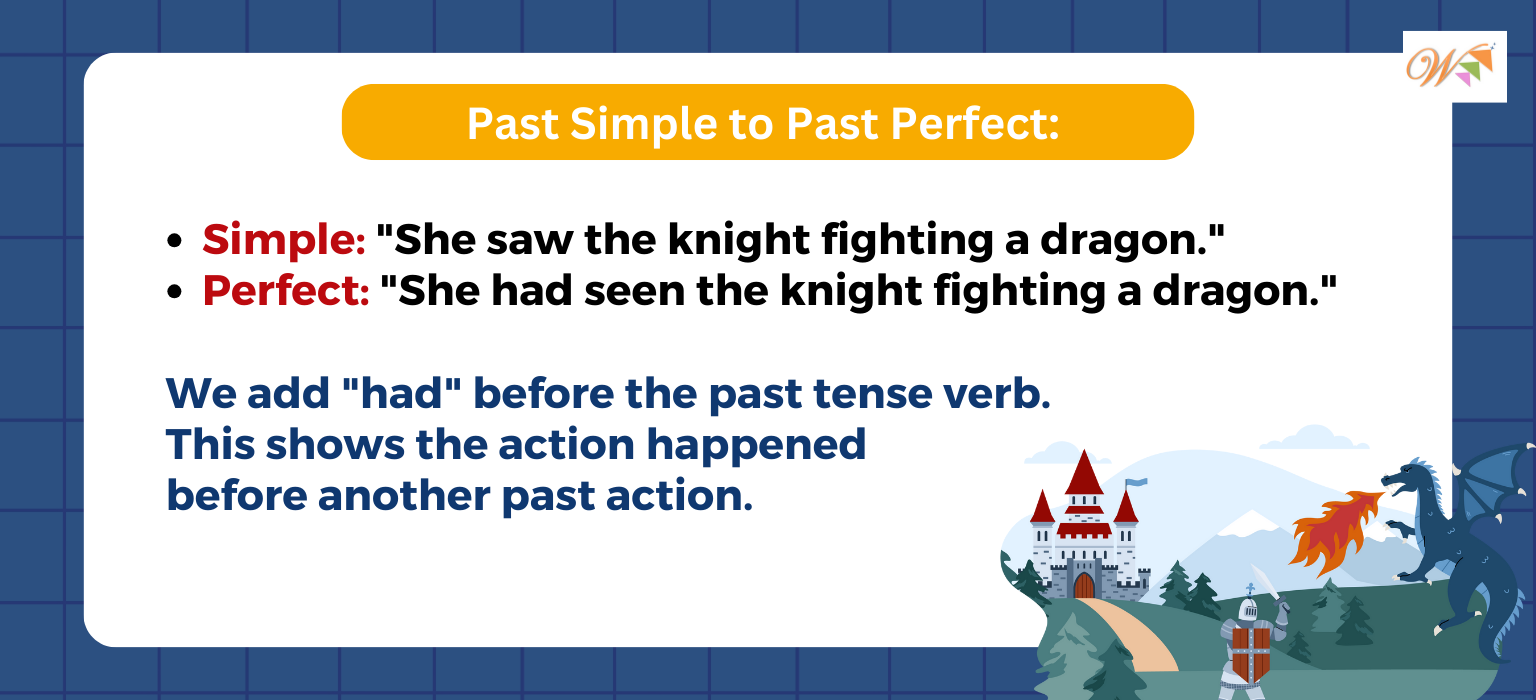 W
Past Simple to Past Perfect:
• Simple: "She saw the knight fighting a dragon."
• Perfect: "She had seen the knight fighting a dragon."
We add "had" before the past tense verb.
This shows the action happened
before another past action.